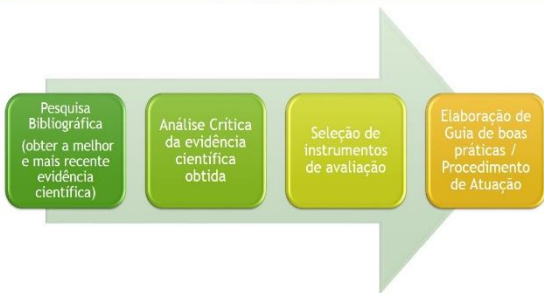 Pesquisa
Bibliográfica
(obter a melhor
e mais recente
evidência
científica)
Análise Crítica
da evidência
científica
obtida
Seleção de
instrumentos
de avaliação
Elaboração de
Guia de boas
práticas /
Procedimento
de Atuação